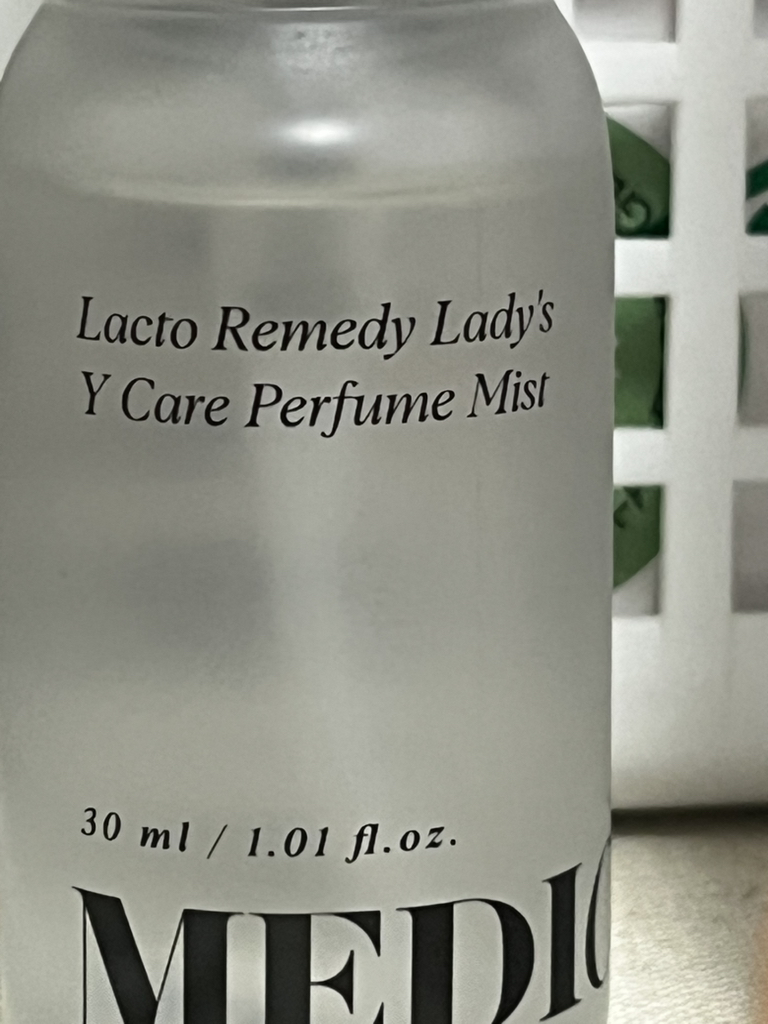 Lacto Remedy Lady's
Y Care Perfume Mist
30 ml / 1.01 fl.oz.